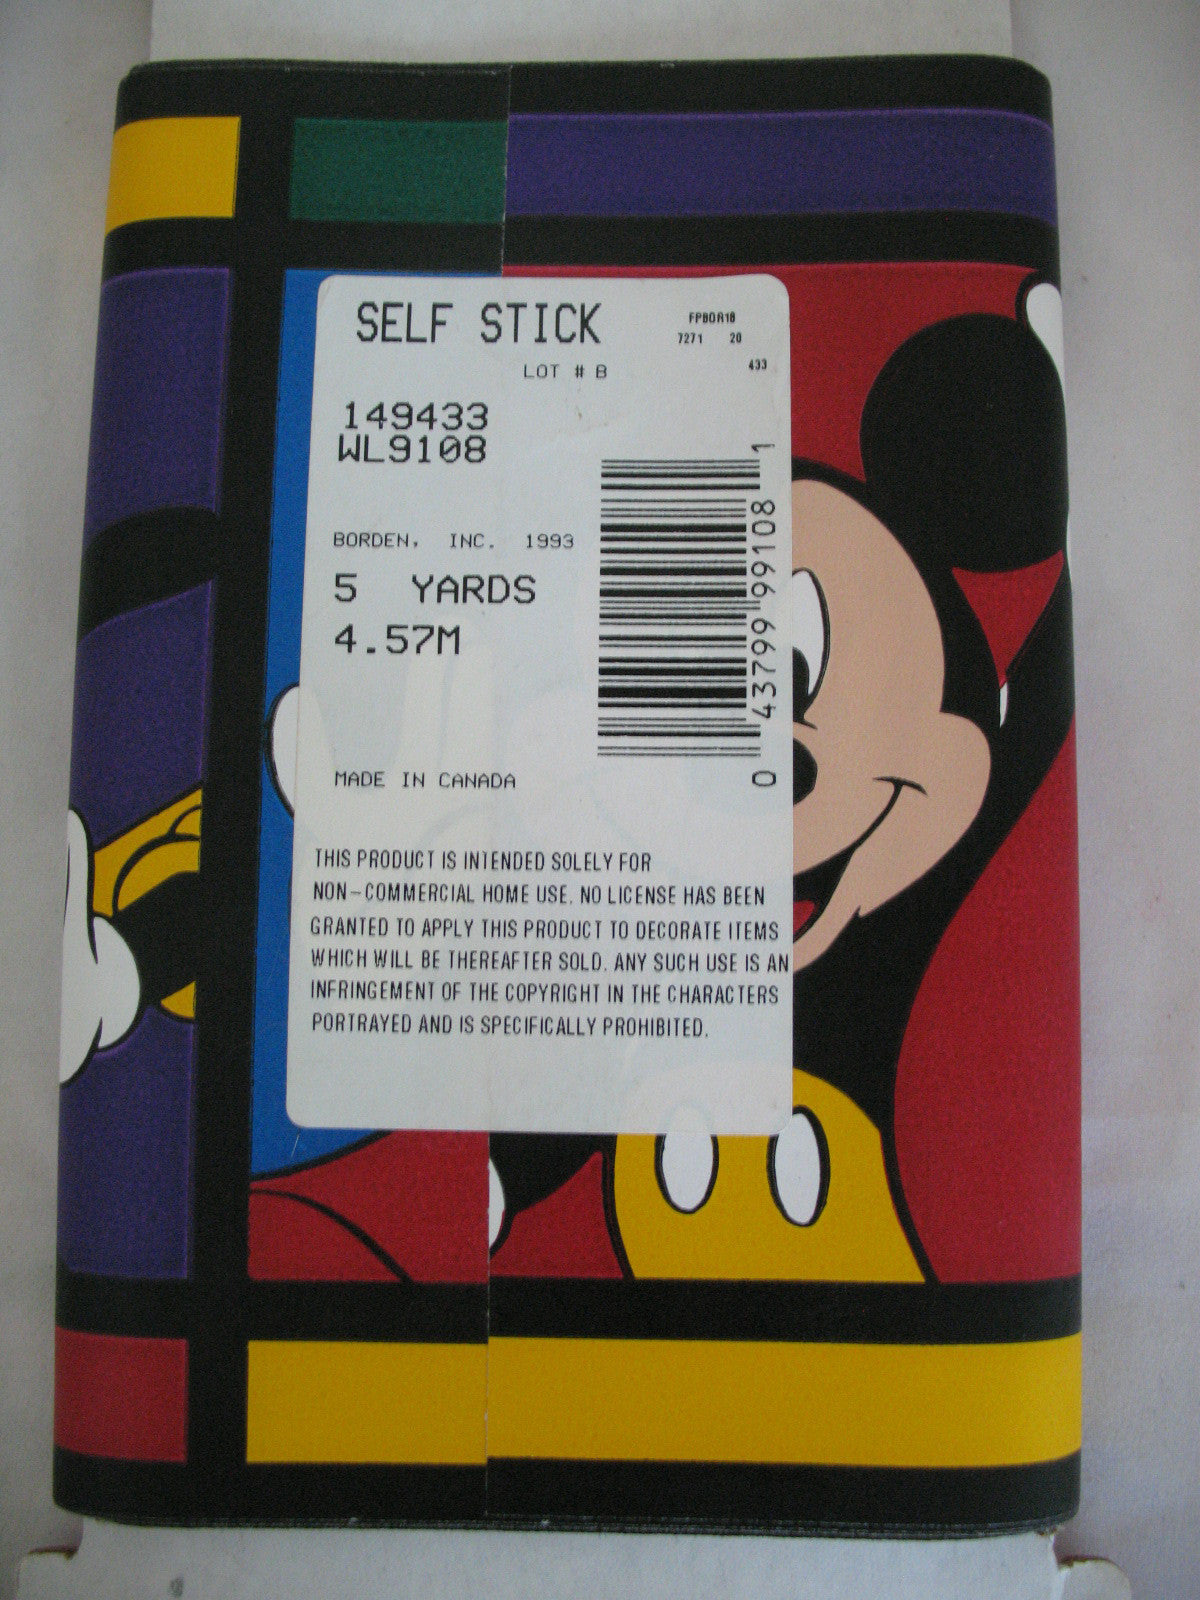 SELF STICK
FPBOR18
7271 20
433
LOT # B
149433
WL9108
BORDEN, INC. 1993
5 YARDS
4.57M
0 43799 99108 1
MADE IN CANADA
THIS PRODUCT IS INTENDED SOLELY FOR
NON-COMMERCIAL HOME USE. NO LICENSE HAS BEEN
GRANTED TO APPLY THIS PRODUCT TO DECORATE ITEMS
WHICH WILL BE THEREAFTER SOLD. ANY SUCH USE IS AN
INFRINGEMENT OF THE COPYRIGHT IN THE CHARACTERS
PORTRAYED AND IS SPECIFICALLY PROHIBITED.